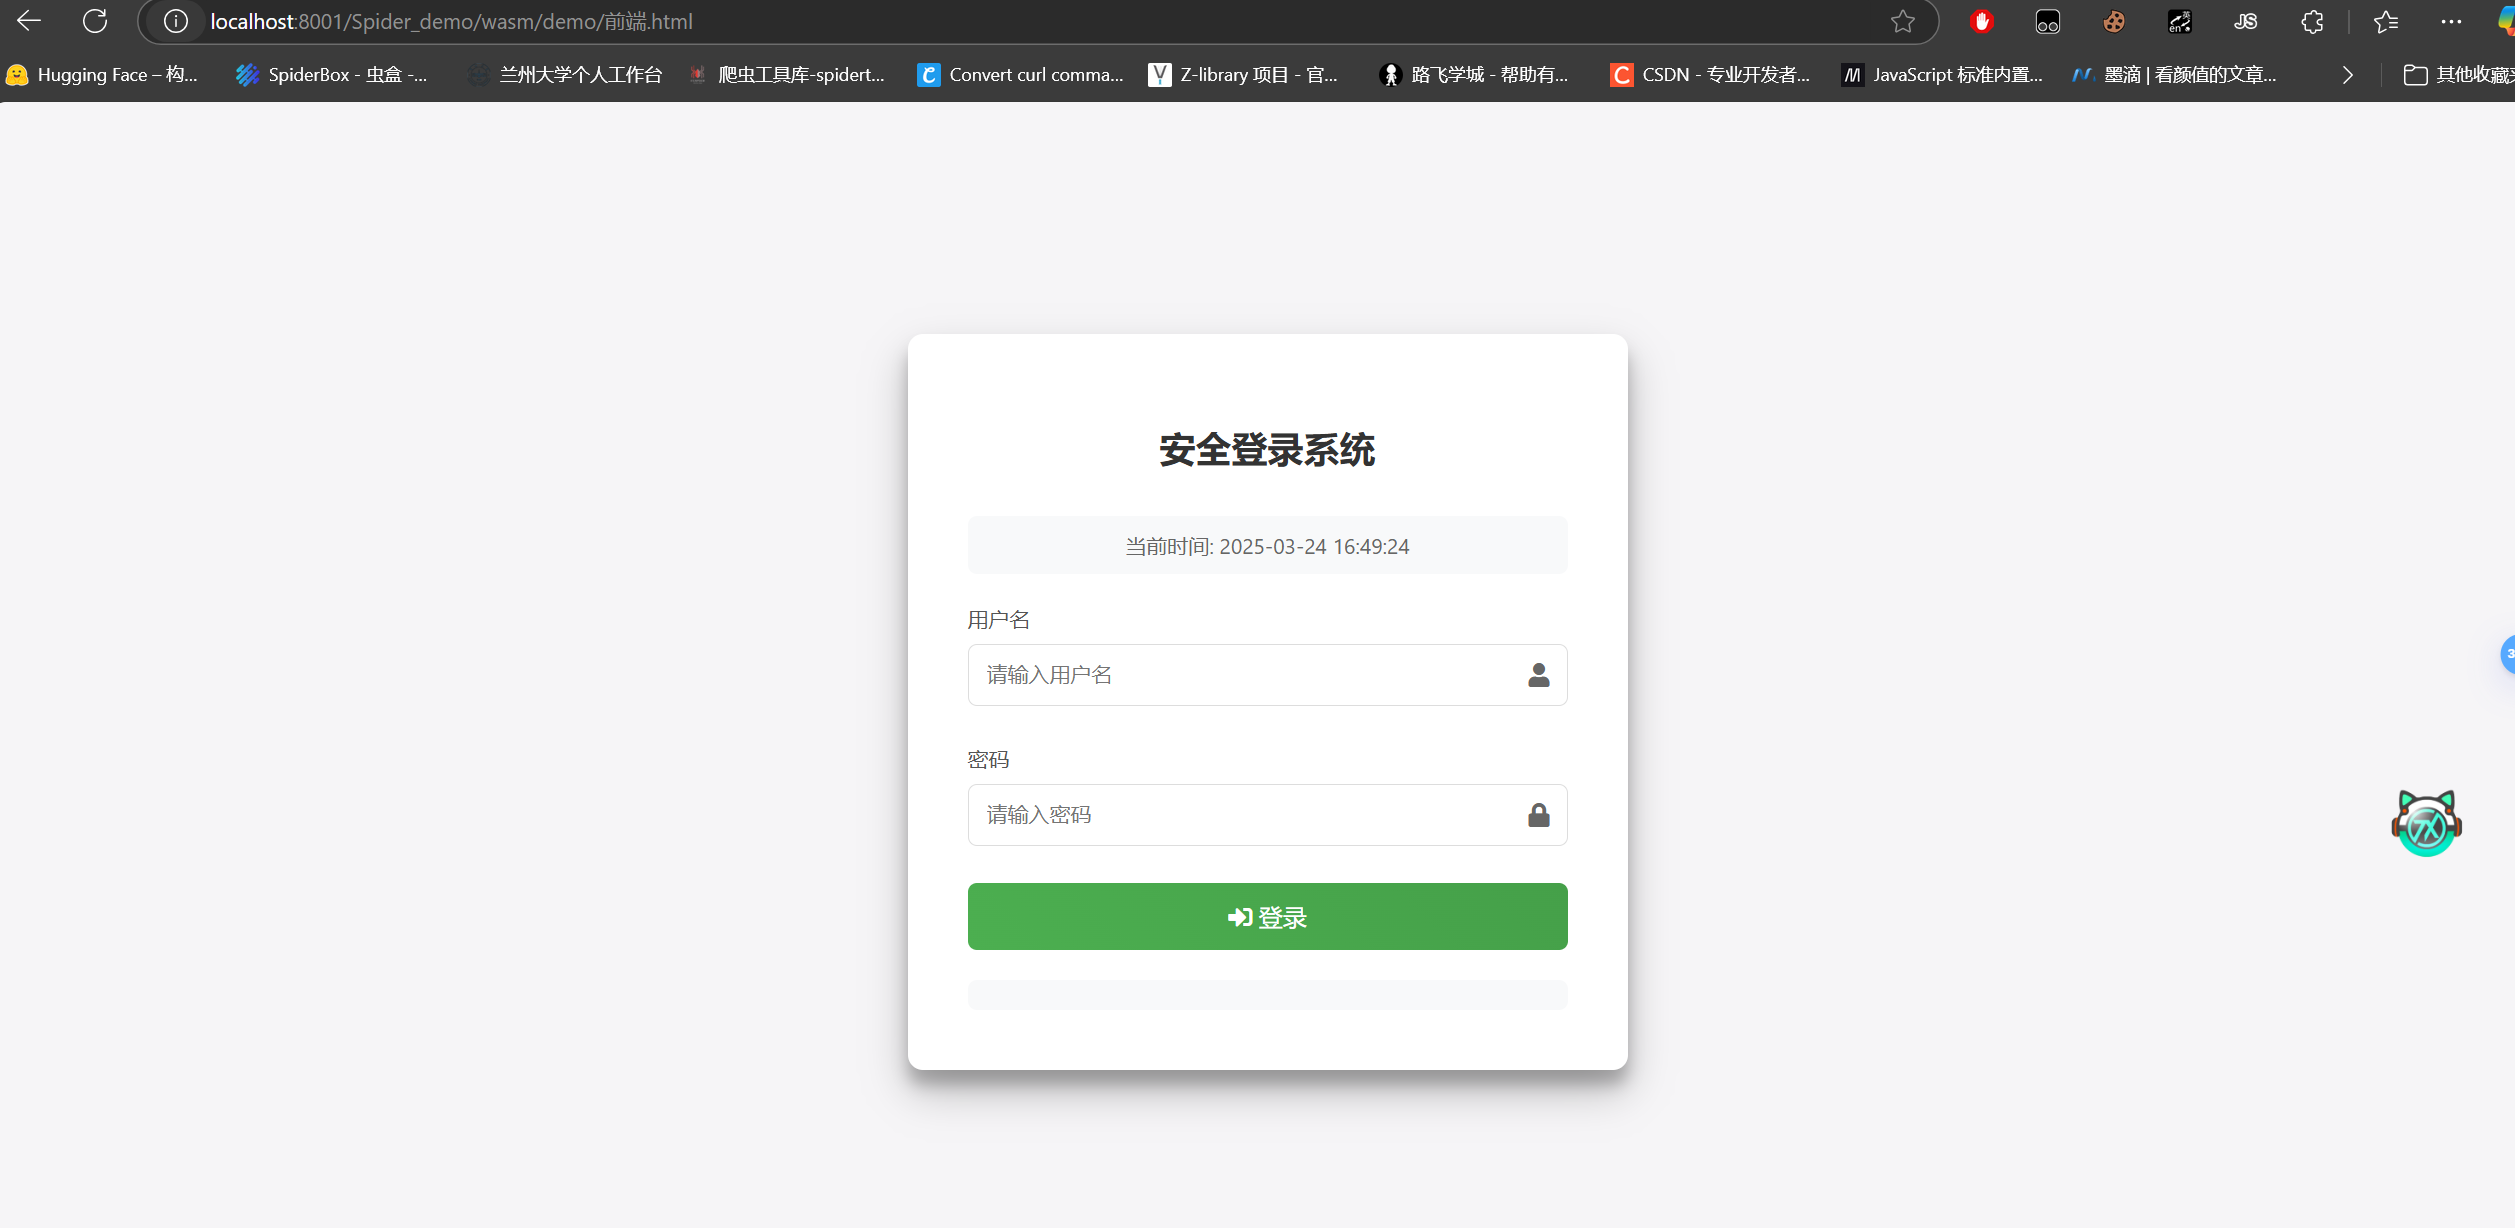 localhost:8001/Spider_demo/wasm/demo/前端.html
Hugging Face – 构... SpiderBox - 虫盒 -... 兰州大学个人工作台 爬虫工具库-spidert... Convert curl comma... Z-library 项目 - 官... 路飞学城 - 帮助有... CSDN - 专业开发者... JavaScript 标准内置... 墨滴 | 看颜值的文章... 其他收藏夹
安全登录系统
当前时间: 2025-03-24 16:49:24
用户名
请输入用户名
密码
请输入密码
登录